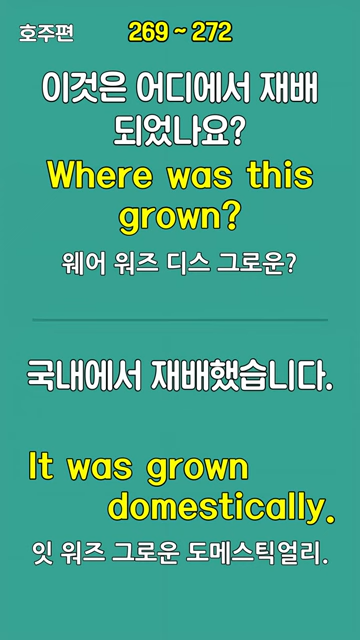 호주편
269 ~ 272
이것은 어디에서 재배
되었나요?
Where was this
grown?
웨어 워즈 디스 그로운?
국내에서 재배했습니다.
It was grown
domestically.
잇 워즈 그로운 도메스틱얼리.